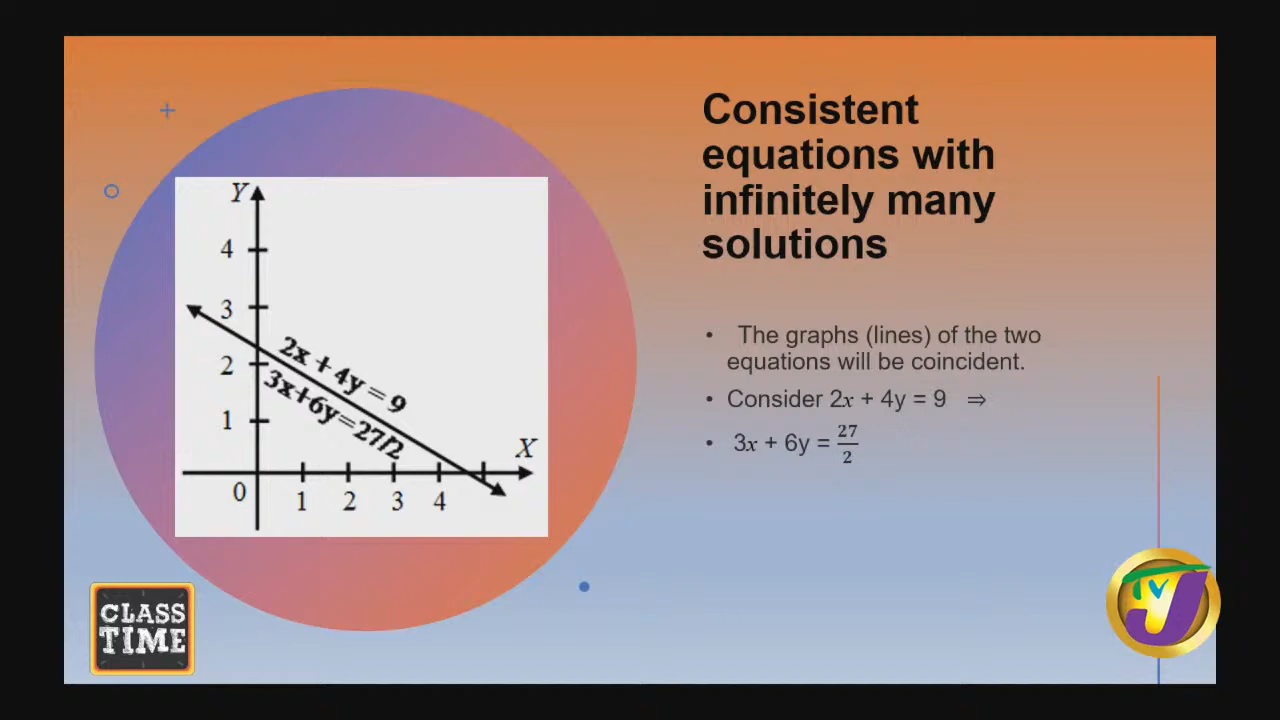 Consistent
equations with
infinitely many
solutions
Y
4
3
2
1
0
1 2 3 4
X
2x + 4y = 9
3x+6y=27/2
• The graphs (lines) of the two
equations will be coincident.
• Consider 2x + 4y = 9 ⇒
• 3x + 6y = 27/2
CLASS
TIME
TVJ